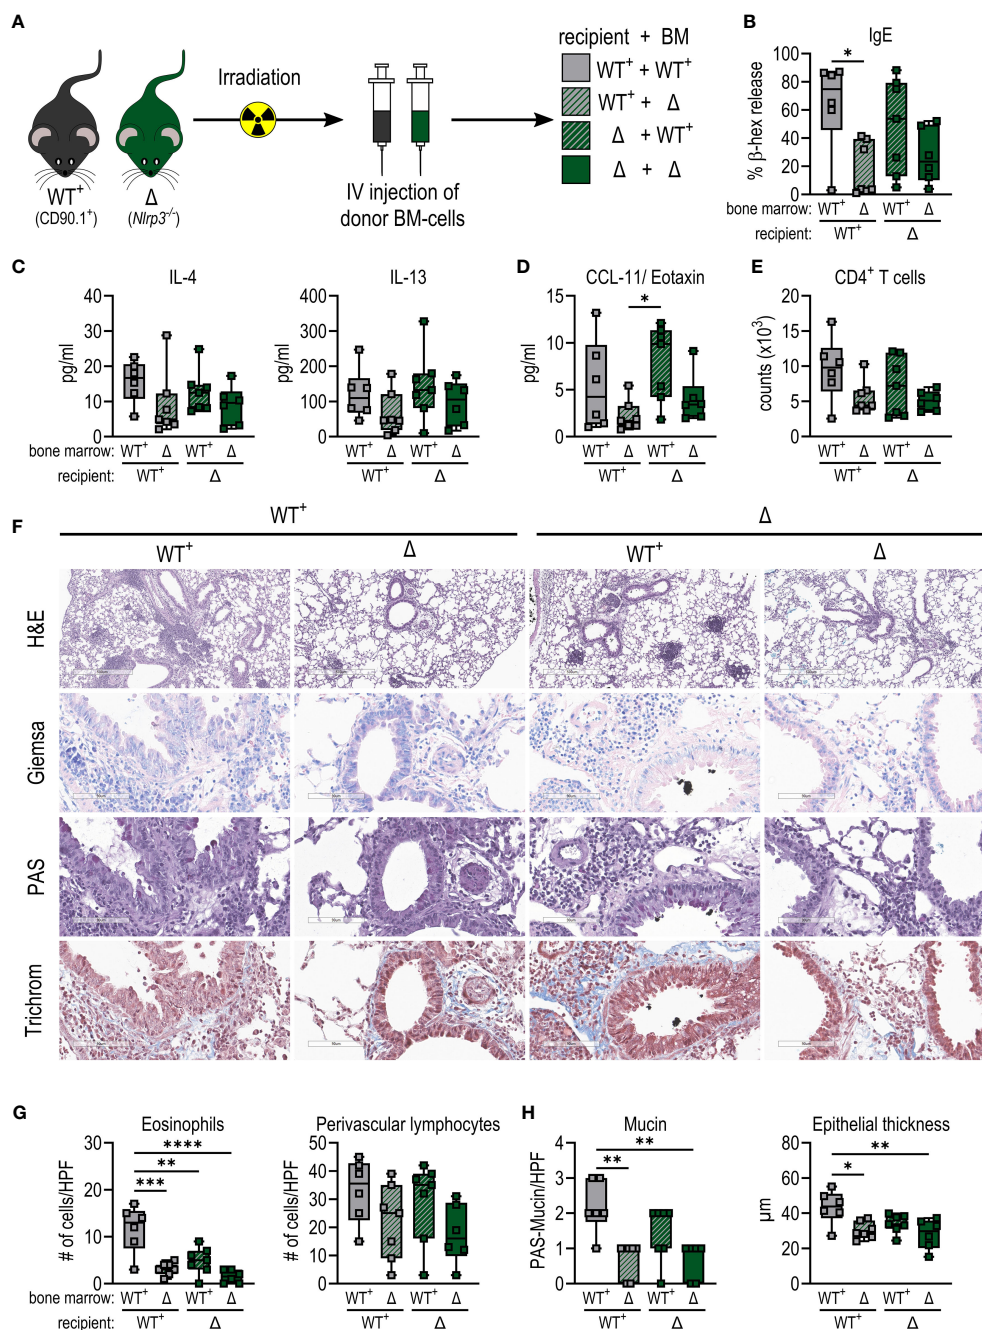 A
Irradiation
WT+
(CD90.1+)
Δ
(Nlrp3-/-)
IV injection of
donor BM-cells
recipient + BM
WT+ + WT+
WT+ + Δ
Δ + WT+
Δ + Δ
B
IgE
*
% β-hex release
100
80
60
40
20
0
bone marrow: WT+ Δ WT+ Δ
recipient: WT+ Δ
C
IL-4
pg/ml
40
30
20
10
0
bone marrow: WT+ Δ WT+ Δ
recipient: WT+ Δ
IL-13
pg/ml
400
300
200
100
0
WT+ Δ WT+ Δ
WT+ Δ
D
CCL-11/ Eotaxin
*
pg/ml
15
10
5
0
WT+ Δ WT+ Δ
WT+ Δ
E
CD4+ T cells
counts (x10³)
20
15
10
5
0
WT+ Δ WT+ Δ
WT+ Δ
F
WT+ Δ
WT+ Δ WT+ Δ
H&E
Giemsa
PAS
Trichrom
G
Eosinophils
****
**
***
# of cells/HPF
30
20
10
0
bone marrow: WT+ Δ WT+ Δ
recipient: WT+ Δ
Perivascular lymphocytes
# of cells/HPF
50
40
30
20
10
0
WT+ Δ WT+ Δ
WT+ Δ
H
Mucin
**
**
PAS-Mucin/HPF
4
3
2
1
0
WT+ Δ WT+ Δ
WT+ Δ
Epithelial thickness
**
*
µm
80
60
40
20
0
WT+ Δ WT+ Δ
WT+ Δ